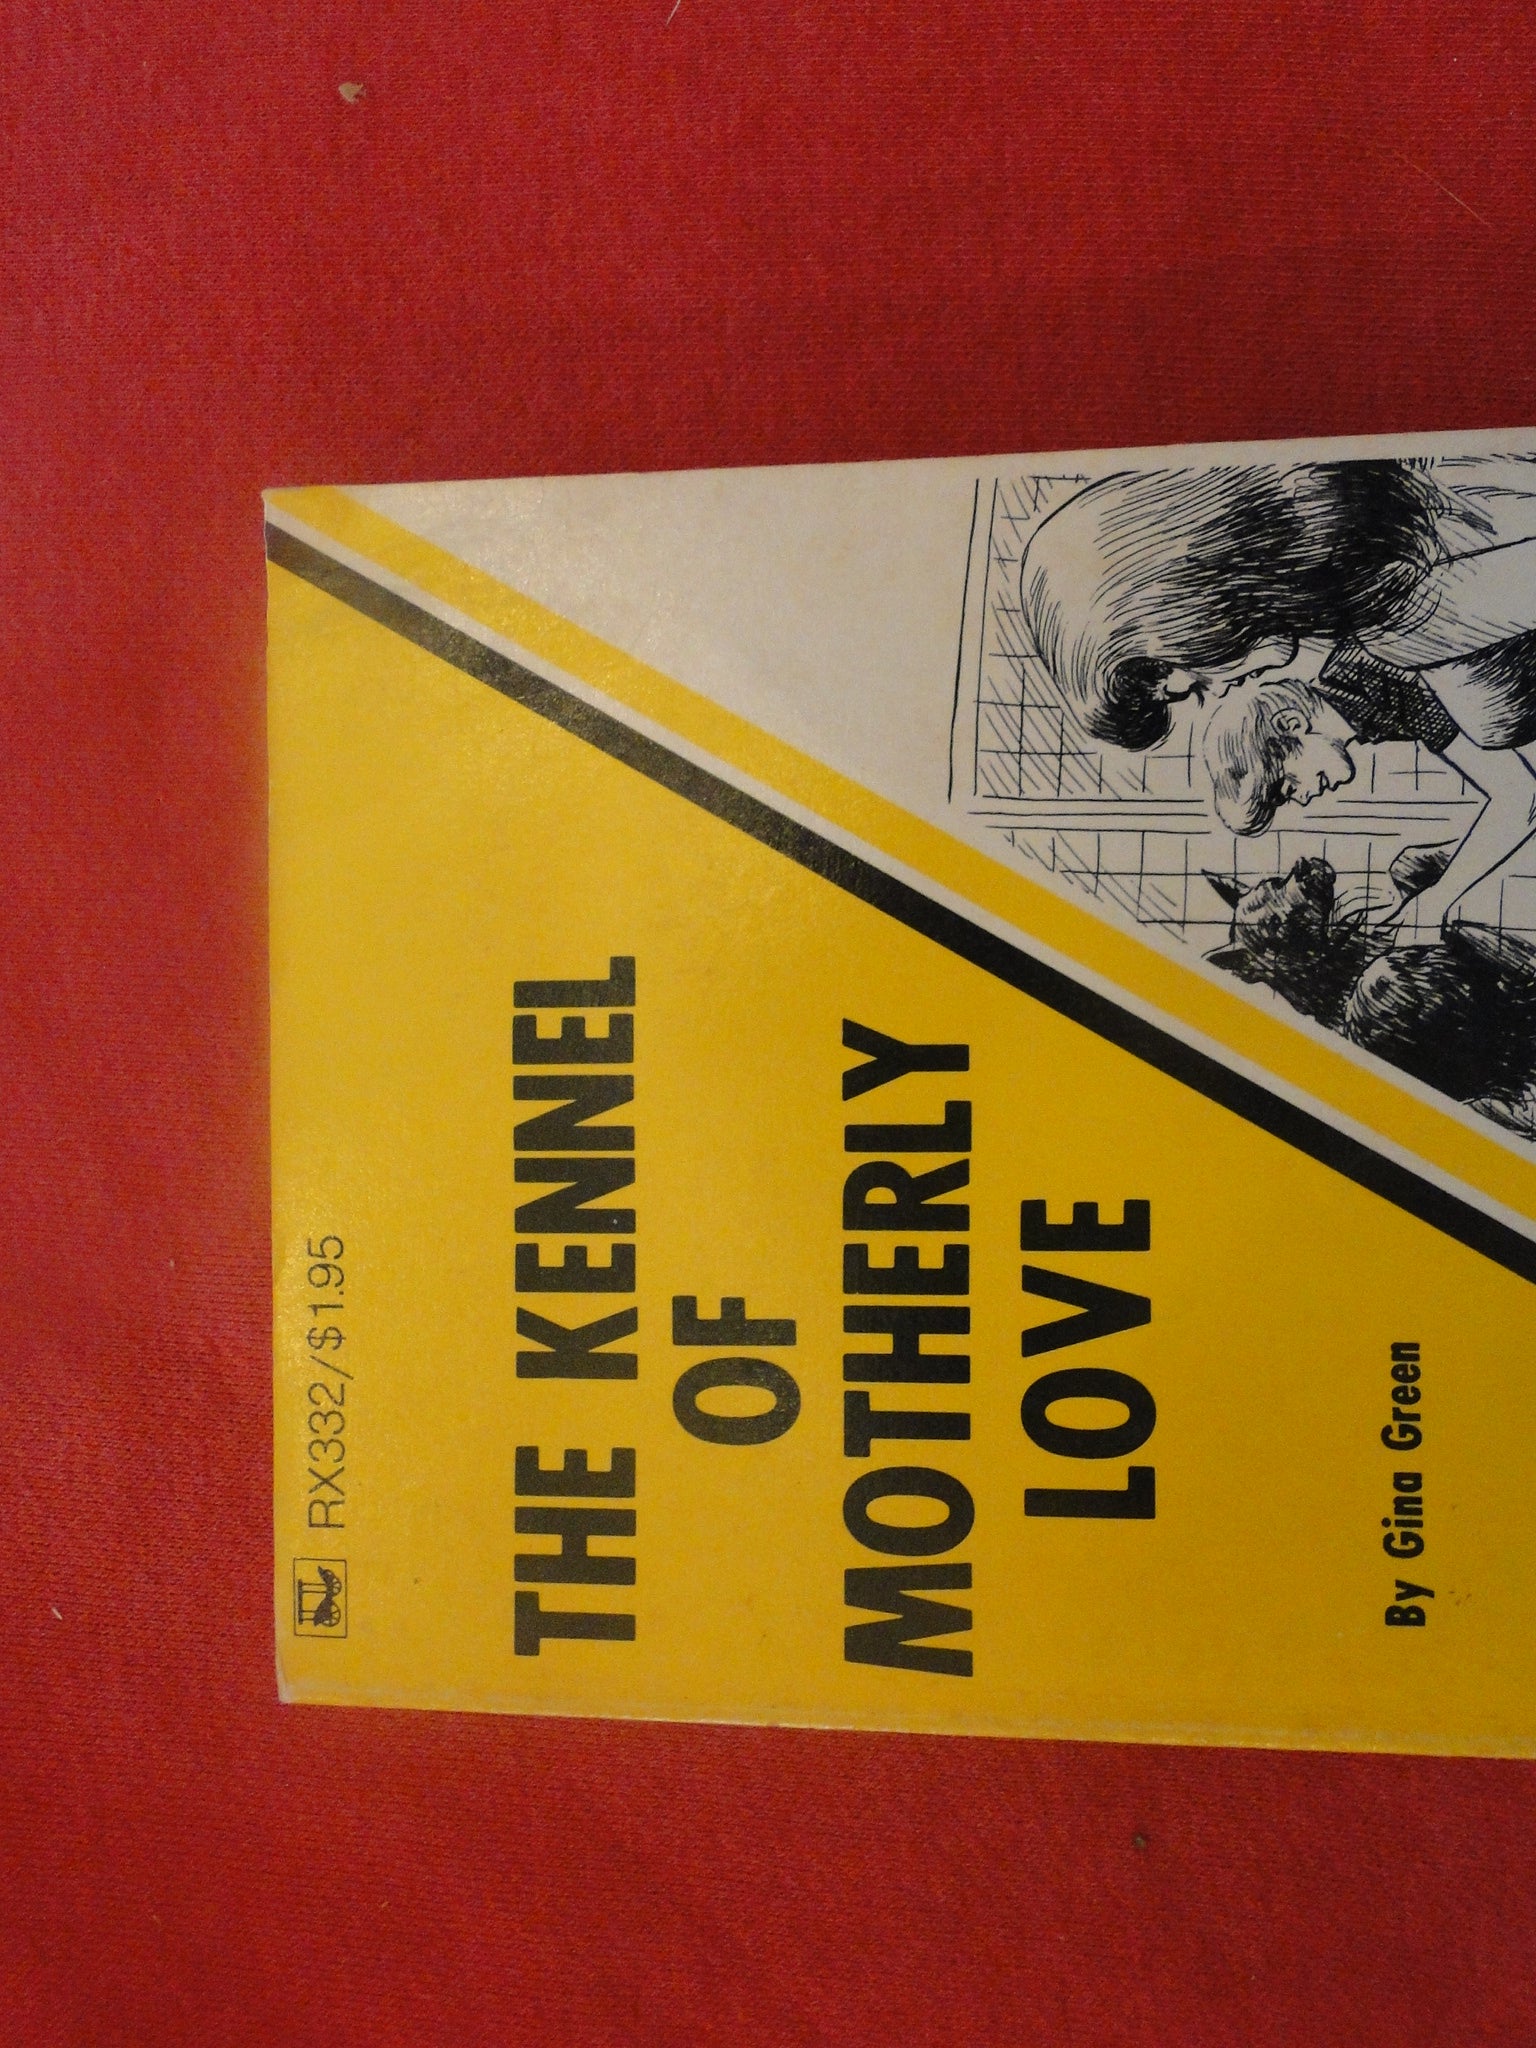 RX332/$1.95
THE KENNEL
OF
MOTHERLY
LOVE
By Gina Green